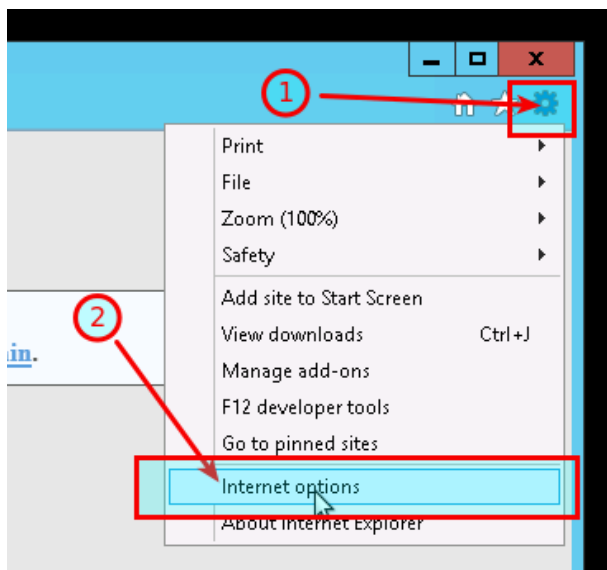 x
1
Print
File
Zoom (100%)
Safety
Add site to Start Screen
2
View downloads Ctrl+J
in.
Manage add-ons
F12 developer tools
Go to pinned sites
Internet options
About Internet Explorer